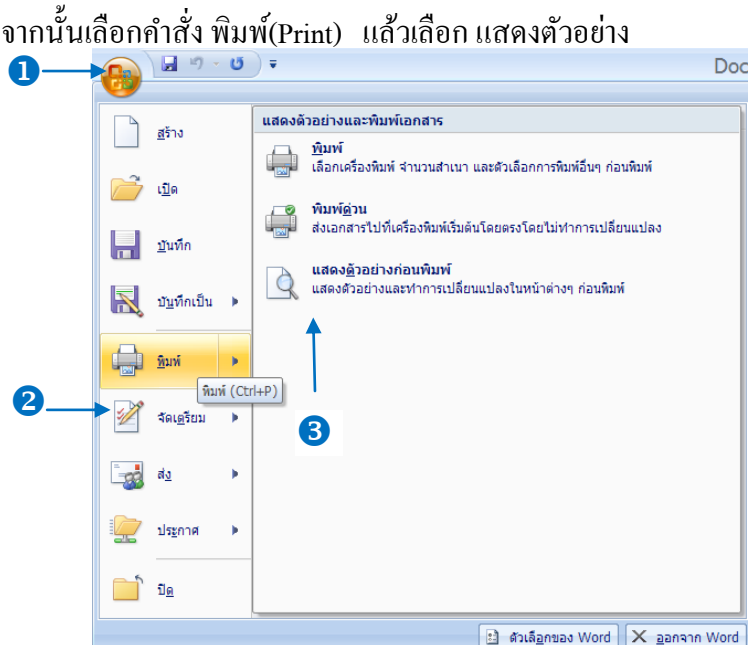 จากนั้นเลือกคำสั่ง พิมพ์(Print) แล้วเลือก แสดงตัวอย่าง
1
Doc
สร้าง
เปิด
บันทึก
บันทึกเป็น
พิมพ์
พิมพ์ (Ctrl+P)
2
จัดเตรียม
ส่ง
ประกาศ
ปิด
แสดงตัวอย่างและพิมพ์เอกสาร
พิมพ์
เลือกเครื่องพิมพ์ จำนวนสำเนา และตัวเลือกการพิมพ์อื่นๆ ก่อนพิมพ์
พิมพ์ด่วน
ส่งเอกสารไปที่เครื่องพิมพ์เริ่มต้นโดยตรงโดยไม่ทำการเปลี่ยนแปลง
แสดงตัวอย่างก่อนพิมพ์
แสดงตัวอย่างและทำการเปลี่ยนแปลงในหน้าต่างๆ ก่อนพิมพ์
3
ตัวเลือกของ Word
ออกจาก Word